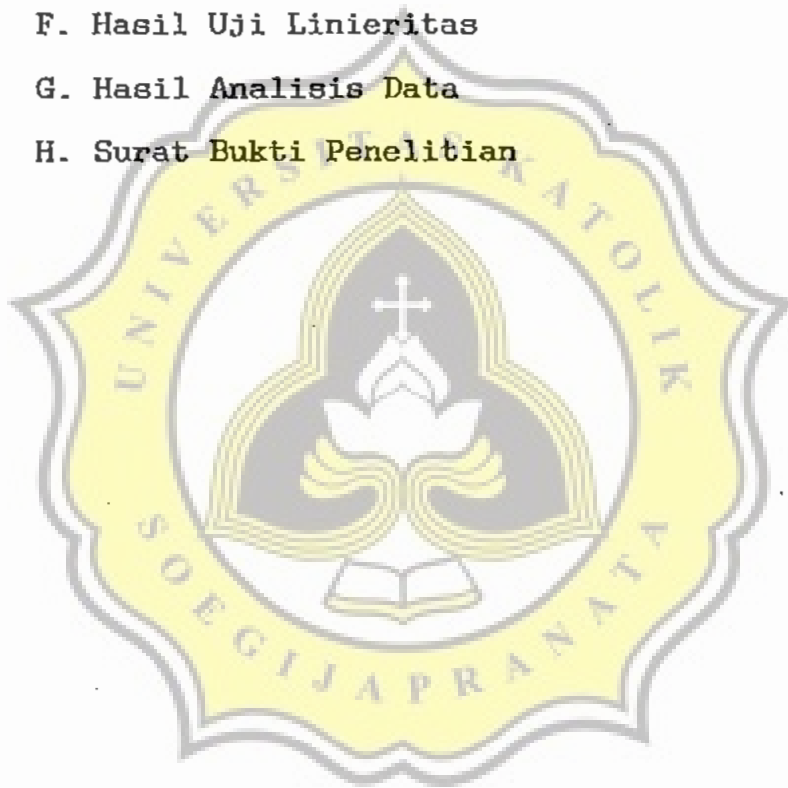 F. Hasil Uji Linieritas
G. Hasil Analisis Data
H. Surat Bukti Penelitian
UNIVERSITAS KATOLIK
SOEGIJAPRANATA